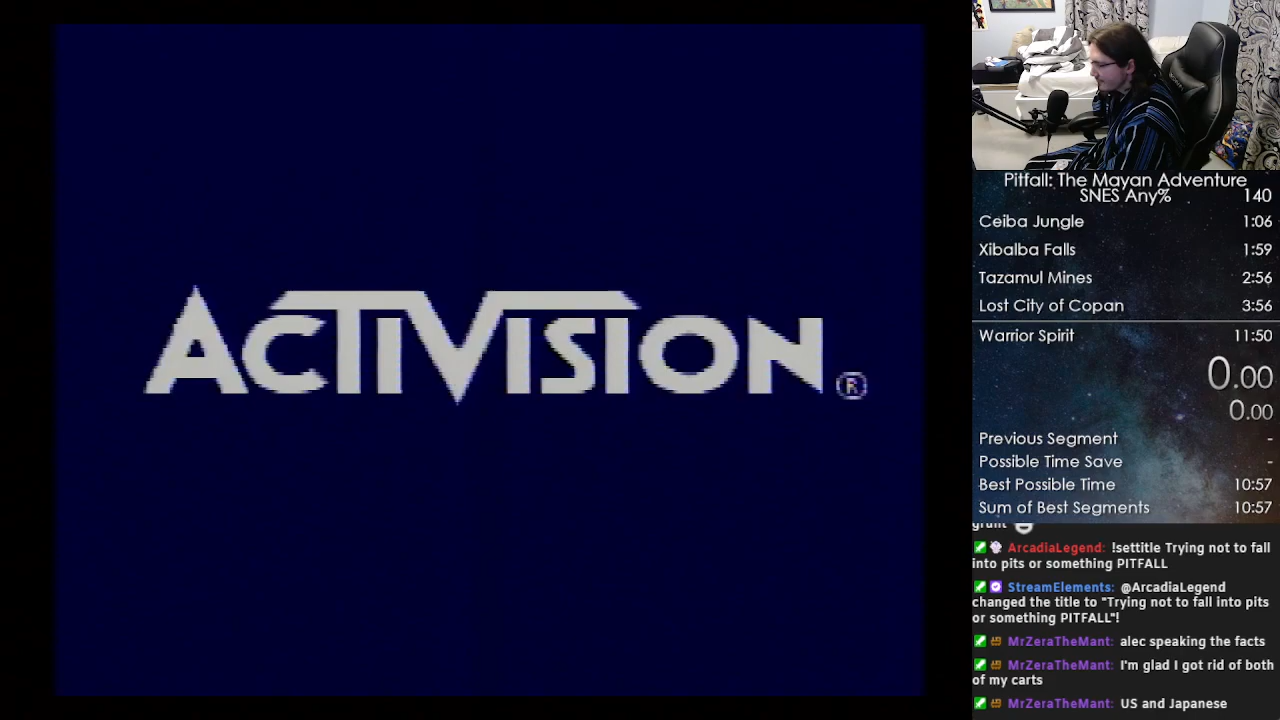 ACTIVISION®
Pitfall: The Mayan Adventure
SNES Any% 140
Ceiba Jungle 1:06
Xibalba Falls 1:59
Tazamul Mines 2:56
Lost City of Copan 3:56
Warrior Spirit 11:50
0.00
0.00
Previous Segment -
Possible Time Save -
Best Possible Time 10:57
Sum of Best Segments 10:57
grunt
ArcadiaLegend: !settitle Trying not to fall
into pits or something PITFALL
StreamElements: @ArcadiaLegend
changed the title to "Trying not to fall into pits
or something PITFALL"!
MrZeraTheMant: alec speaking the facts
MrZeraTheMant: I'm glad I got rid of both
of my carts
MrZeraTheMant: US and Japanese